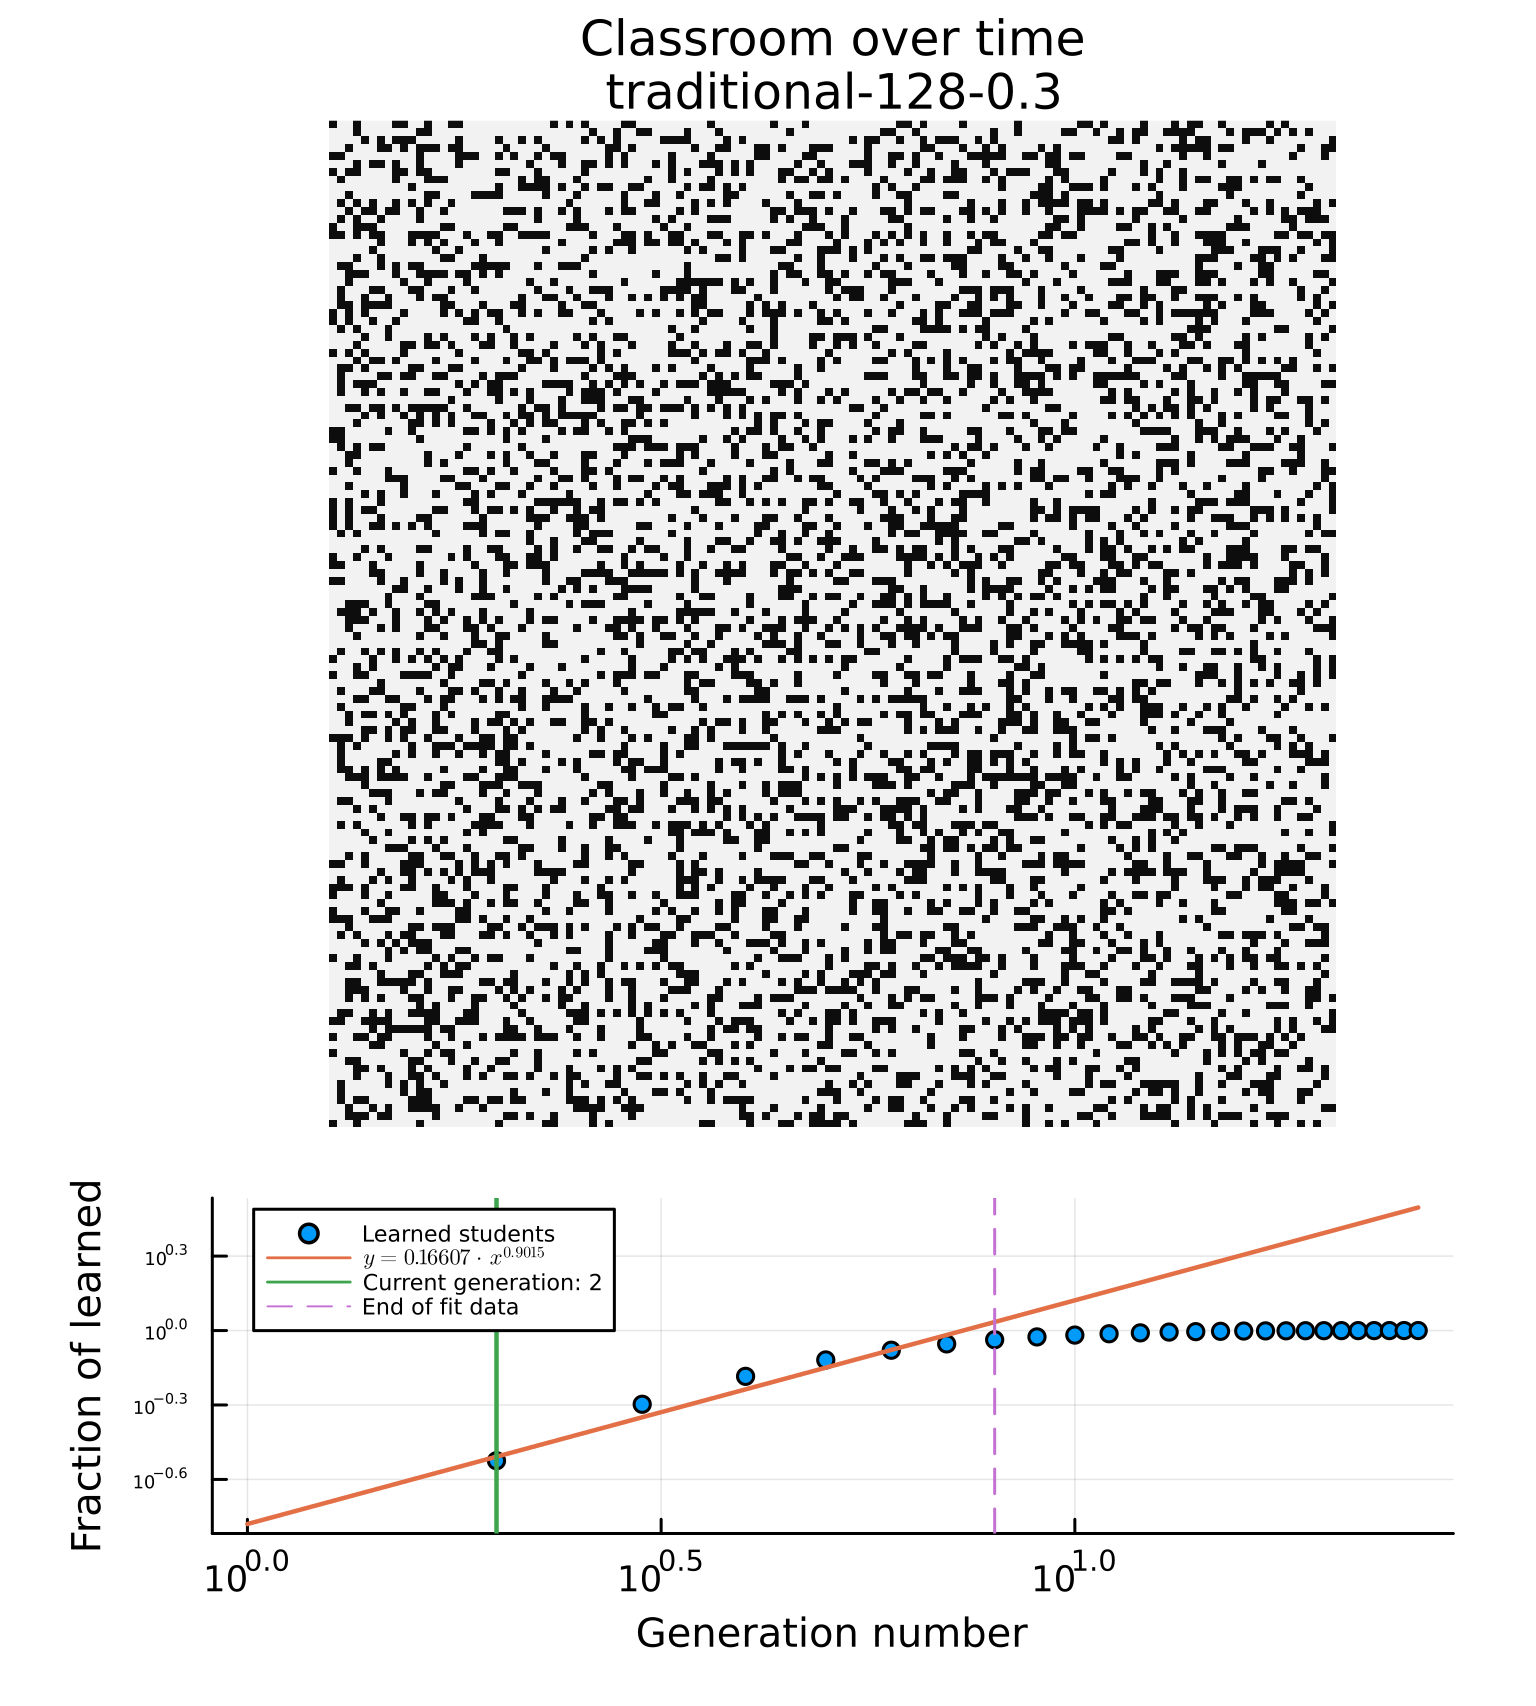 Classroom over time
traditional-128-0.3
Fraction of learned
10^0.3
10^0.0
10^−0.3
10^−0.6
Learned students
y = 0.16607 · x^0.9015
Current generation: 2
End of fit data
10^0.0 10^0.5 10^1.0
Generation number